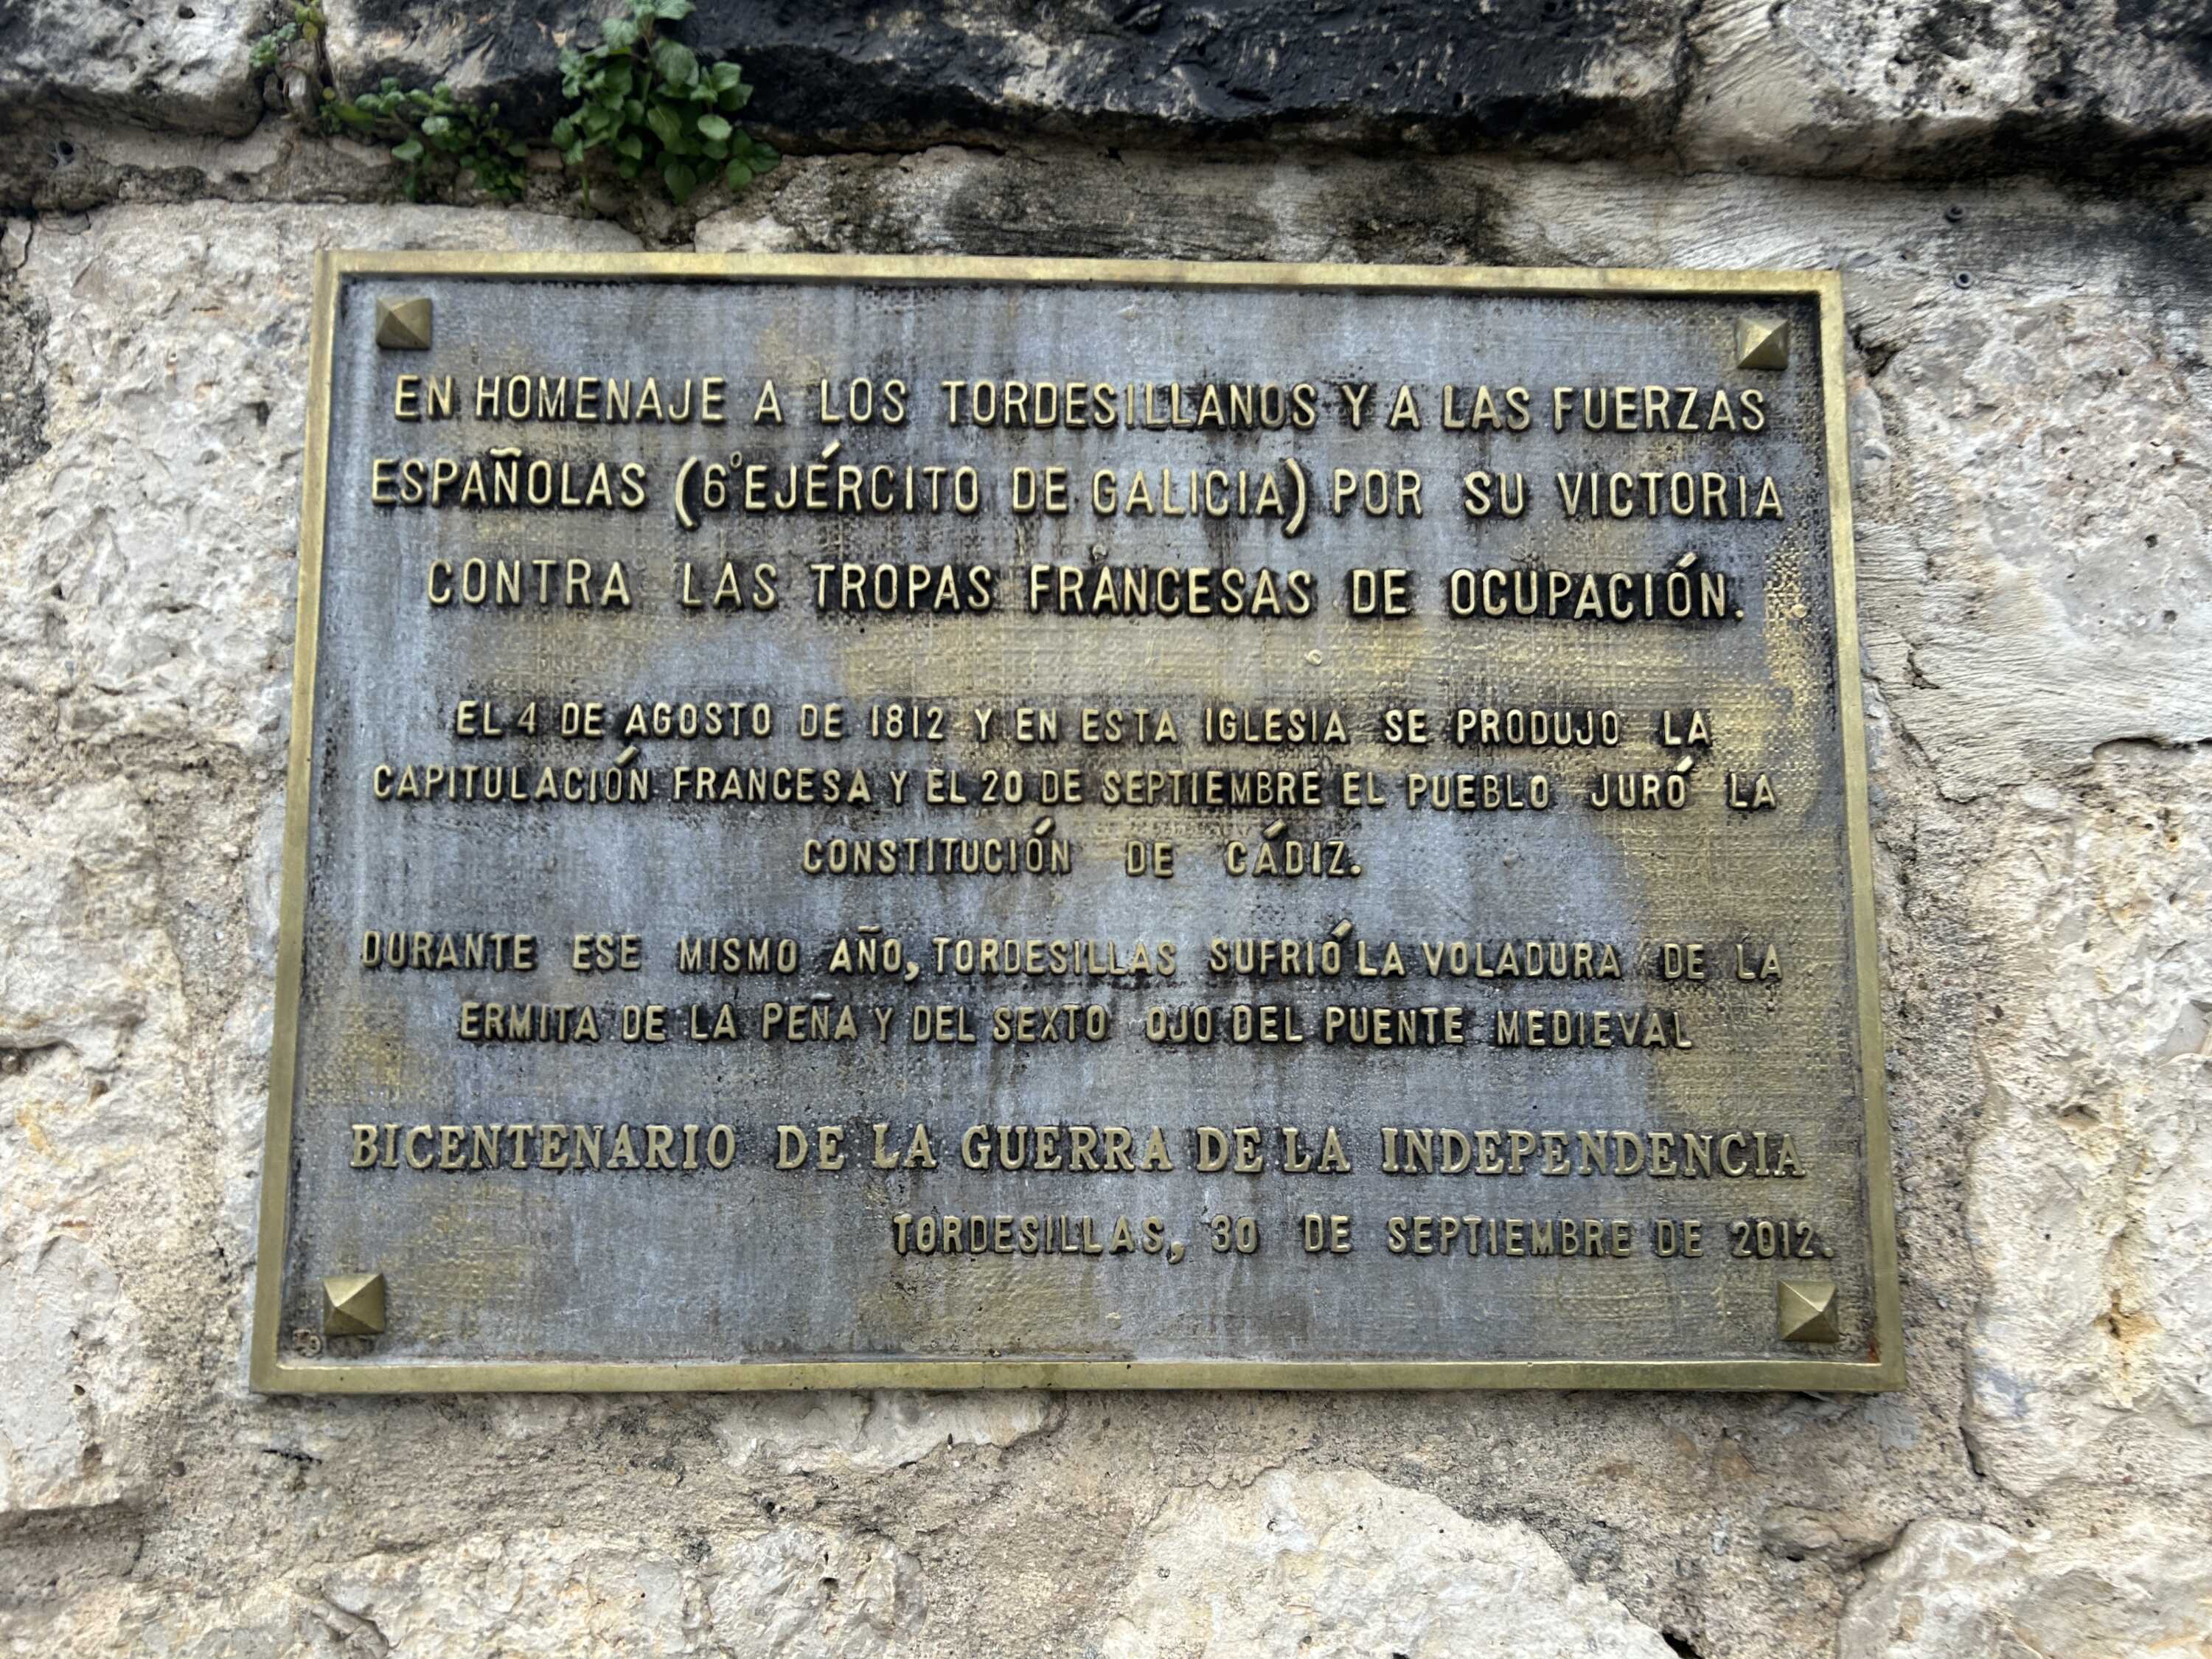 EN HOMENAJE A LOS TORDESILLANOS Y A LAS FUERZAS
ESPAÑOLAS (6º EJÉRCITO DE GALICIA) POR SU VICTORIA
CONTRA LAS TROPAS FRANCESAS DE OCUPACIÓN.
EL 4 DE AGOSTO DE 1812 Y EN ESTA IGLESIA SE PRODUJO LA
CAPITULACIÓN FRANCESA Y EL 20 DE SEPTIEMBRE EL PUEBLO JURÓ LA
CONSTITUCIÓN DE CÁDIZ.
DURANTE ESE MISMO AÑO, TORDESILLAS SUFRIÓ LA VOLADURA DE LA
ERMITA DE LA PEÑA Y DEL SEXTO OJO DEL PUENTE MEDIEVAL
BICENTENARIO DE LA GUERRA DE LA INDEPENDENCIA
TORDESILLAS, 30 DE SEPTIEMBRE DE 2012.